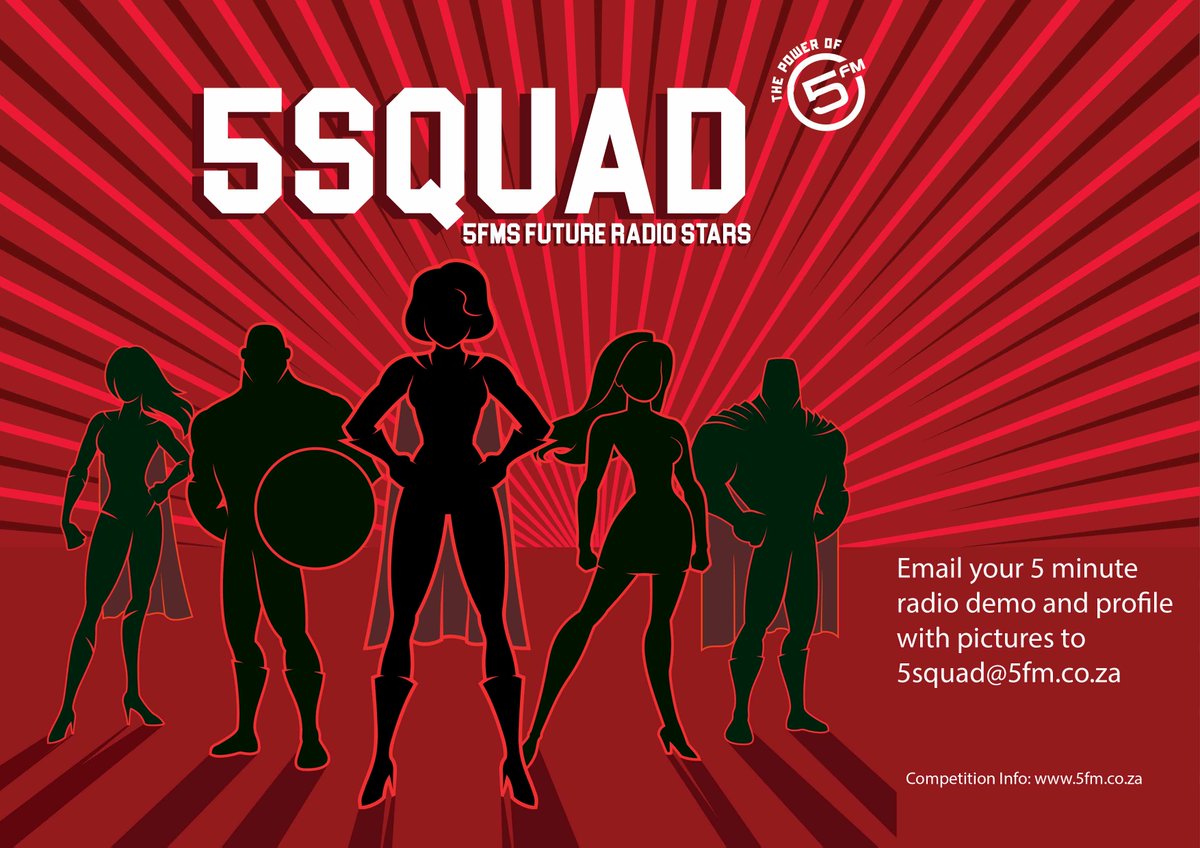 THE POWER OF
5FM
5SQUAD
5FMS FUTURE RADIO STARS
Email your 5 minute
radio demo and profile
with pictures to
5squad@5fm.co.za
Competition Info: www.5fm.co.za